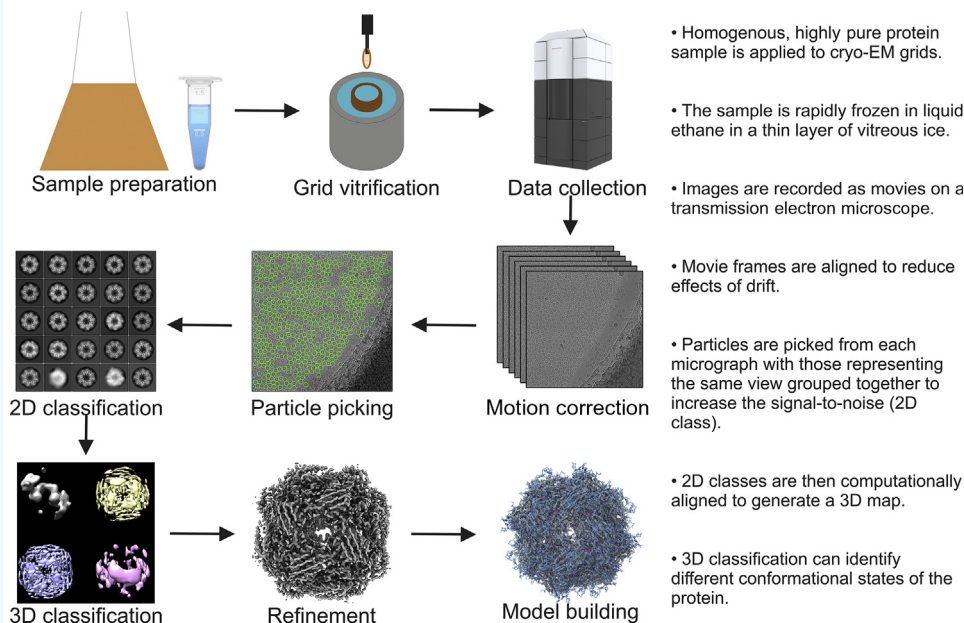 Sample preparation
Grid vitrification
Data collection
2D classification
Particle picking
Motion correction
3D classification
Refinement
Model building
• Homogenous, highly pure protein
sample is applied to cryo-EM grids.
• The sample is rapidly frozen in liquid
ethane in a thin layer of vitreous ice.
• Images are recorded as movies on a
transmission electron microscope.
• Movie frames are aligned to reduce
effects of drift.
• Particles are picked from each
micrograph with those representing
the same view grouped together to
increase the signal-to-noise (2D
class).
• 2D classes are then computationally
aligned to generate a 3D map.
• 3D classification can identify
different conformational states of the
protein.